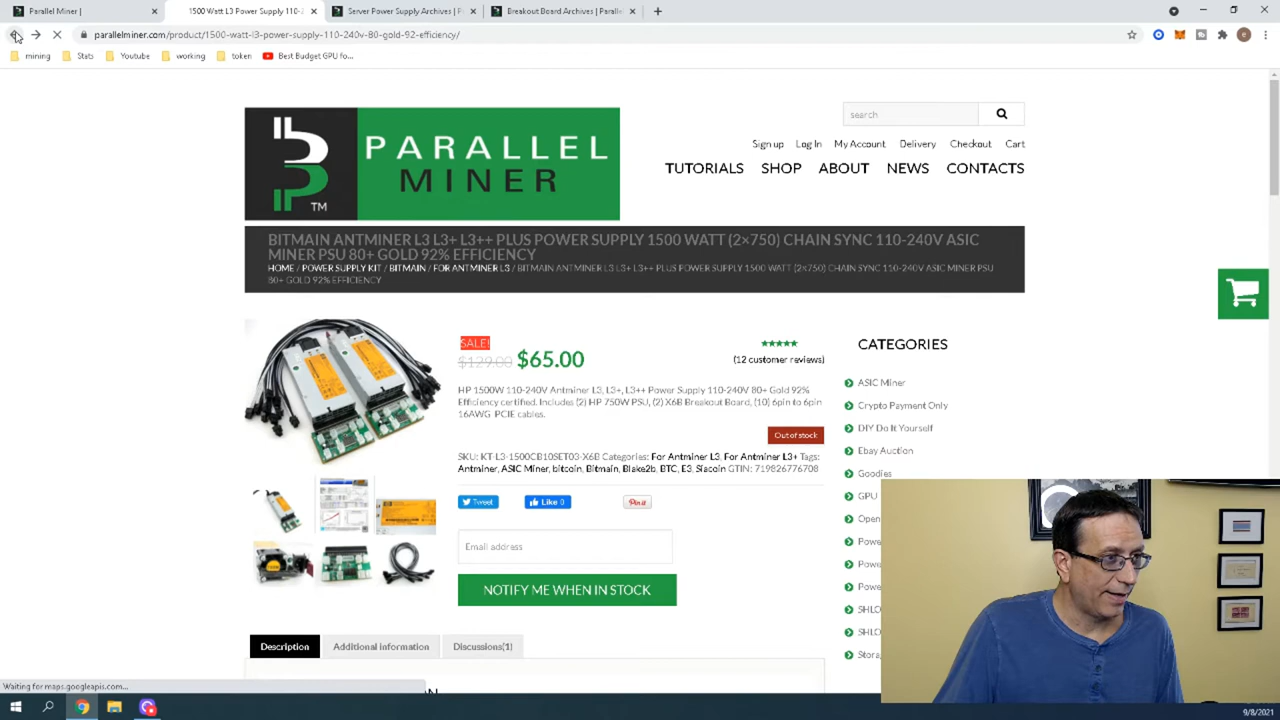 Parallel Miner |
1500 Watt L3 Power Supply 110-
Server Power Supply Archives | P
Breakout Board Archives | Paralle
parallelminer.com/product/1500-watt-l3-power-supply-110-240v-80-gold-92-efficiency/
e
mining
Stats
Youtube
working
token
Best Budget GPU fo...
PARALLEL
MINER
TM
search
Sign up
Log In
My Account
Delivery
Checkout
Cart
TUTORIALS
SHOP
ABOUT
NEWS
CONTACTS
BITMAIN ANTMINER L3 L3+ L3++ PLUS POWER SUPPLY 1500 WATT (2×750) CHAIN SYNC 110-240V ASIC
MINER PSU 80+ GOLD 92% EFFICIENCY
HOME / POWER SUPPLY KIT / BITMAIN / FOR ANTMINER L3 / BITMAIN ANTMINER L3 L3+ L3++ PLUS POWER SUPPLY 1500 WATT (2×750) CHAIN SYNC 110-240V ASIC MINER PSU
80+ GOLD 92% EFFICIENCY
SALE!
$129.00 $65.00
(12 customer reviews)
HP 1500W 110-240V Antminer L3, L3+, L3++ Power Supply 110-240V 80+ Gold 92%
Efficiency certified. Includes (2) HP 750W PSU, (2) X6B Breakout Board, (10) 6pin to 6pin
16AWG PCIE cables.
Out of stock
SKU: KT-L3-1500CB10SET03-X6B Categories: For Antminer L3, For Antminer L3+ Tags:
Antminer, ASIC Miner, bitcoin, Bitmain, Blake2b, BTC, E3, Siacoin GTIN: 719826776708
Tweet
Like 0
Pin it
Email address
NOTIFY ME WHEN IN STOCK
Description
Additional information
Discussions(1)
CATEGORIES
ASIC Miner
Crypto Payment Only
DIY Do It Yourself
Ebay Auction
Goodies
GPU
Open
Powe
Powe
Powe
SHLO
SHLO
Stora
Waiting for maps.googleapis.com...
9/8/2021